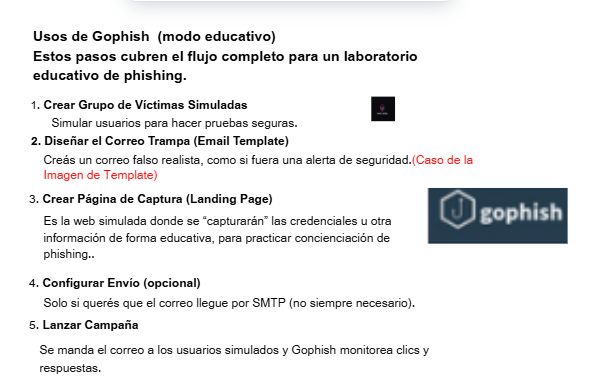 Usos de Gophish (modo educativo)
Estos pasos cubren el flujo completo para un laboratorio
educativo de phishing.
1. Crear Grupo de Víctimas Simuladas
Simular usuarios para hacer pruebas seguras.
2. Diseñar el Correo Trampa (Email Template)
Creás un correo falso realista, como si fuera una alerta de seguridad.(Caso de la
Imagen de Template)
3. Crear Página de Captura (Landing Page)
Es la web simulada donde se “capturarán” las credenciales u otra
información de forma educativa, para practicar concienciación de
phishing..
gophish
4. Configurar Envío (opcional)
Solo si querés que el correo llegue por SMTP (no siempre necesario).
5. Lanzar Campaña
Se manda el correo a los usuarios simulados y Gophish monitorea clics y
respuestas.